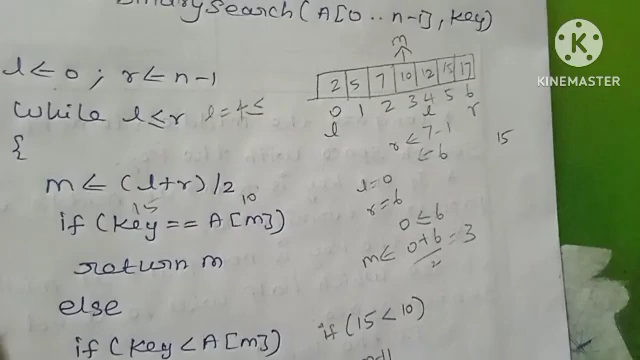 BinarySearch(A[0..n-1], key)
l ← 0 ; r ← n-1
While l ≤ r l = 4 ≤
{
m ← (l+r)/2
15 10
if (key == A[m])
return m
else
if (key < A[m])
m
2 5 7 10 12 15 17
0 1 2 3 4 5 6
l l r
r ← 7-1
← 6
15
l=0
r=6
0 ≤ 6
m ← 0+6/2 = 3
if (15 < 10)
KINEMASTER